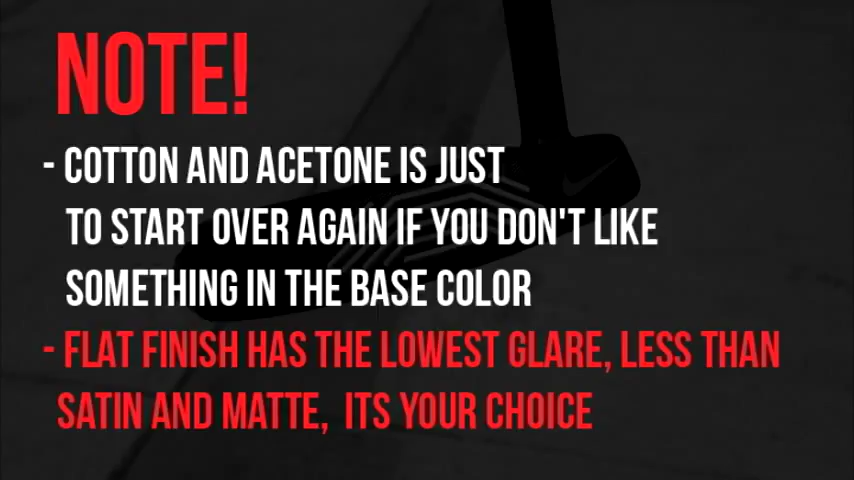 NOTE!
- COTTON AND ACETONE IS JUST
TO START OVER AGAIN IF YOU DON'T LIKE
SOMETHING IN THE BASE COLOR
- FLAT FINISH HAS THE LOWEST GLARE, LESS THAN
SATIN AND MATTE, ITS YOUR CHOICE